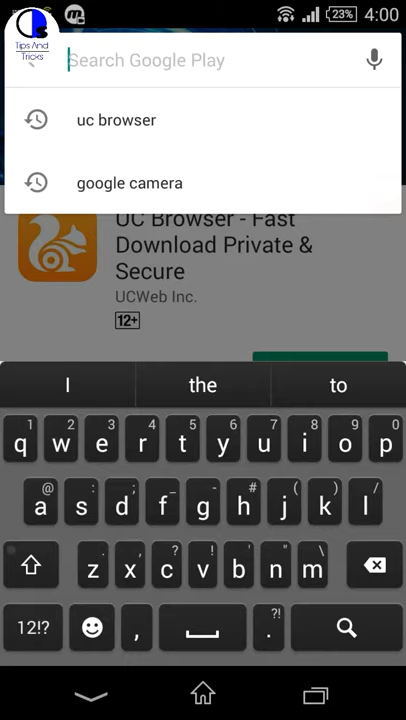 23%
4:00
Tips And
Tricks
Search Google Play
uc browser
google camera
UC Browser - Fast
Download Private &
Secure
UCWeb Inc.
12+
I the to
1 2 3 4 5 6 7 8 9 0
q w e r t y u i o p
@ : ; _ - # ( ) /
a s d f g h j k l
. , ? ! " \
z x c v b n m
12!? , . ?!